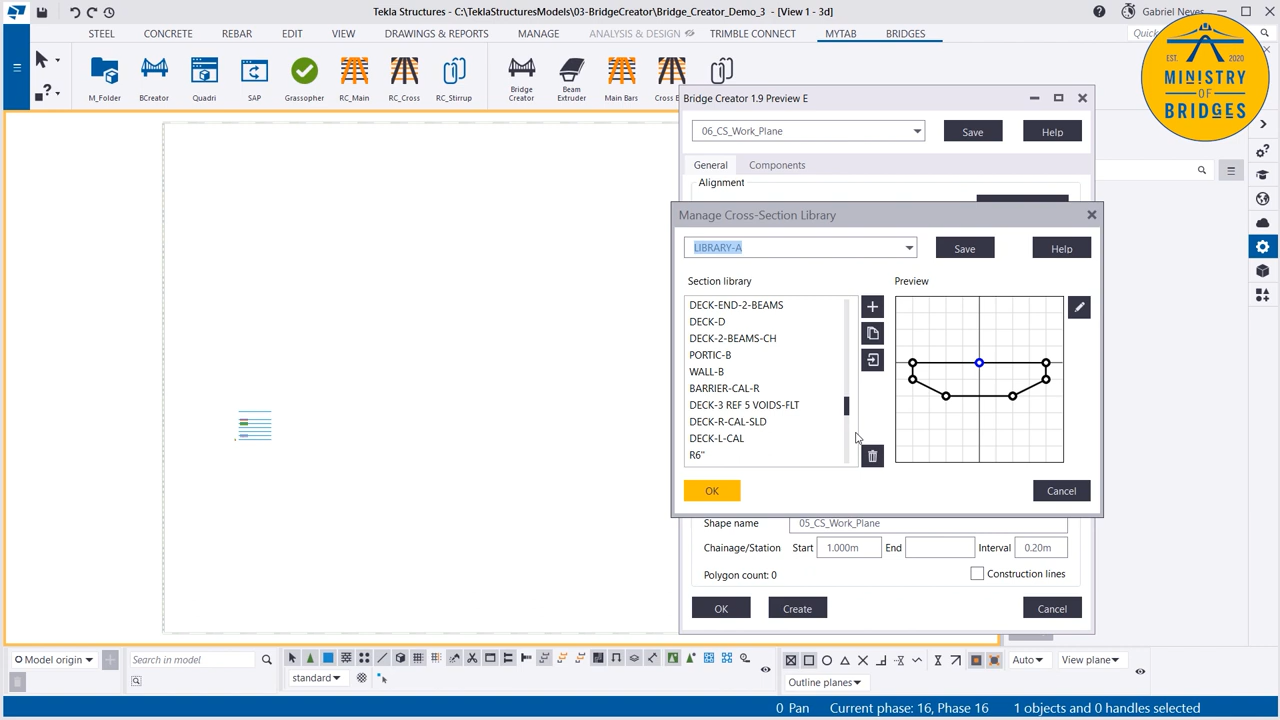 Tekla Structures - C:\TeklaStructuresModels\03-BridgeCreator\Bridge_Creaor_Demo_3 - [View 1 - 3d]
Gabriel Neves
STEEL
CONCRETE
REBAR
EDIT
VIEW
DRAWINGS & REPORTS
MANAGE
ANALYSIS & DESIGN
TRIMBLE CONNECT
MYTAB
BRIDGES
Quick
EST.
2020
MINISTRY
OF
BRIDGES
M_Folder
BCreator
Quadri
SAP
Grassopher
RC_Main
RC_Cross
RC_Stirrup
Bridge
Creator
Beam
Extruder
Main Bars
Cross B
Bridge Creator 1.9 Preview E
06_CS_Work_Plane
Save
Help
General
Components
Alignment
Manage Cross-Section Library
LIBRARY-A
Save
Help
Section library
Preview
DECK-END-2-BEAMS
DECK-D
DECK-2-BEAMS-CH
PORTIC-B
WALL-B
BARRIER-CAL-R
DECK-3 REF 5 VOIDS-FLT
DECK-R-CAL-SLD
DECK-L-CAL
R6"
OK
Cancel
Shape name
05_CS_Work_Plane
Chainage/Station
Start
1.000m
End
Interval
0.20m
Polygon count: 0
Construction lines
OK
Create
Cancel
Model origin
Search in model
standard
Auto
View plane
Outline planes
0 Pan
Current phase: 16, Phase 16
1 objects and 0 handles selected